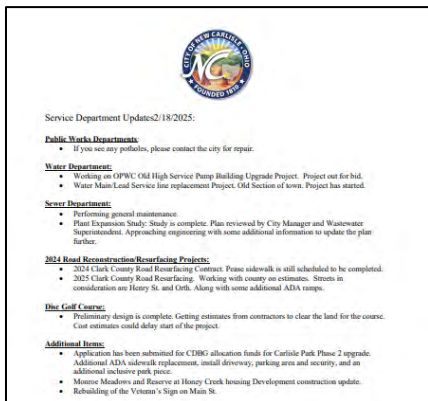 CITY OF NEW CARLISLE, OHIO
NC
FOUNDED 1810
Service Department Updates2/18/2025:
Public Works Departments:
• If you see any potholes, please contact the city for repair.
Water Department:
• Working on OPWC Old High Service Pump Building Upgrade Project. Project out for bid.
• Water Main/Lead Service line replacement Project. Old Section of town. Project has started.
Sewer Department:
• Performing general maintenance.
• Plant Expansion Study: Study is complete. Plan reviewed by City Manager and Wastewater
Superintendent. Approaching engineering with some additional information to update the plan
further.
2024 Road Reconstruction/Resurfacing Projects:
• 2024 Clark County Road Resurfacing Contract. Pease sidewalk is still scheduled to be completed.
• 2025 Clark County Road Resurfacing. Working with county on estimates. Streets in
consideration are Henry St. and Orth. Along with some additional ADA ramps.
Disc Golf Course:
• Preliminary design is complete. Getting estimates from contractors to clear the land for the course.
Cost estimates could delay start of the project.
Additional Items:
• Application has been submitted for CDBG allocation funds for Carlisle Park Phase 2 upgrade.
Additional ADA sidewalk replacement, install driveway, parking area and security, and an
additional inclusive park piece.
• Monroe Meadows and Reserve at Honey Creek housing Development construction update.
• Rebuilding of the Veteran's Sign on Main St.